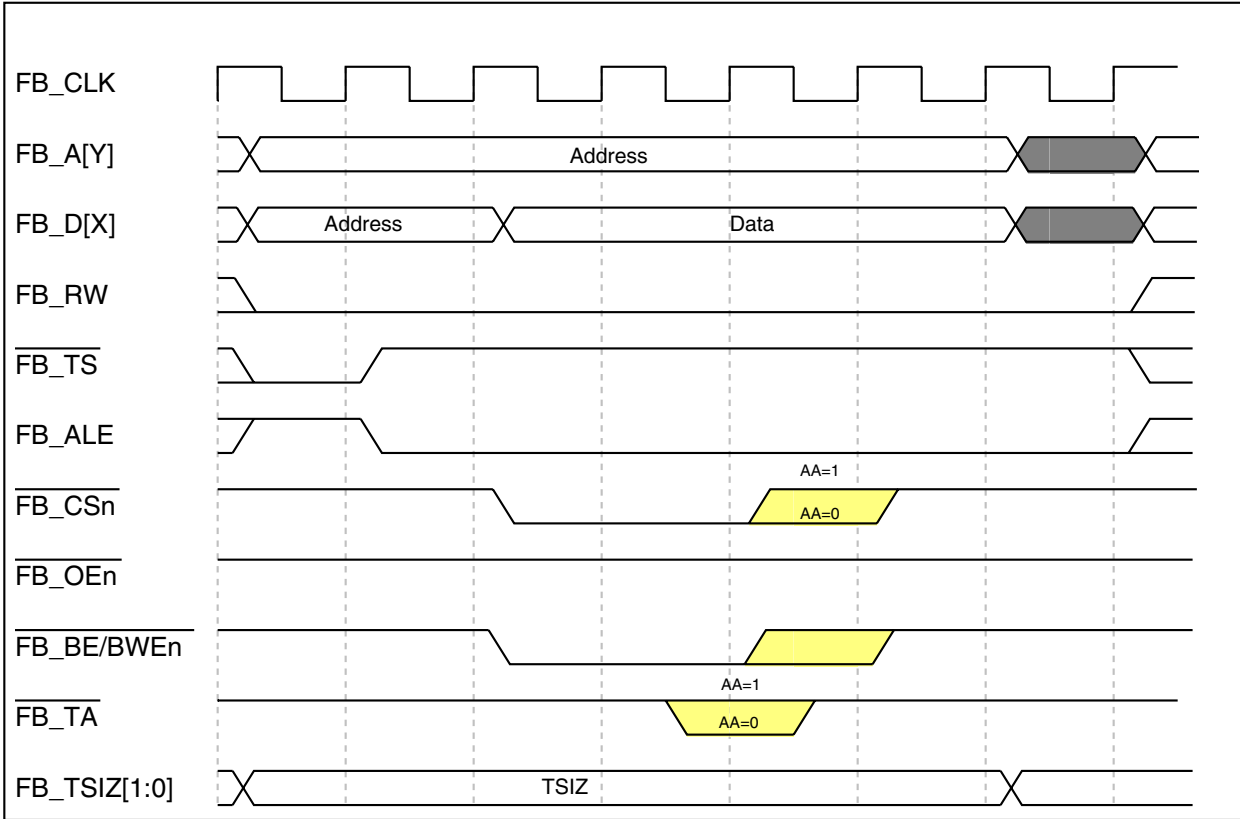 FB_CLK
FB_A[Y]
Address
FB_D[X]
Address
Data
FB_RW
FB_TS
FB_ALE
AA=1
FB_CSn
AA=0
FB_OEn
FB_BE/BWEn
AA=1
FB_TA
AA=0
FB_TSIZ[1:0]
TSIZ